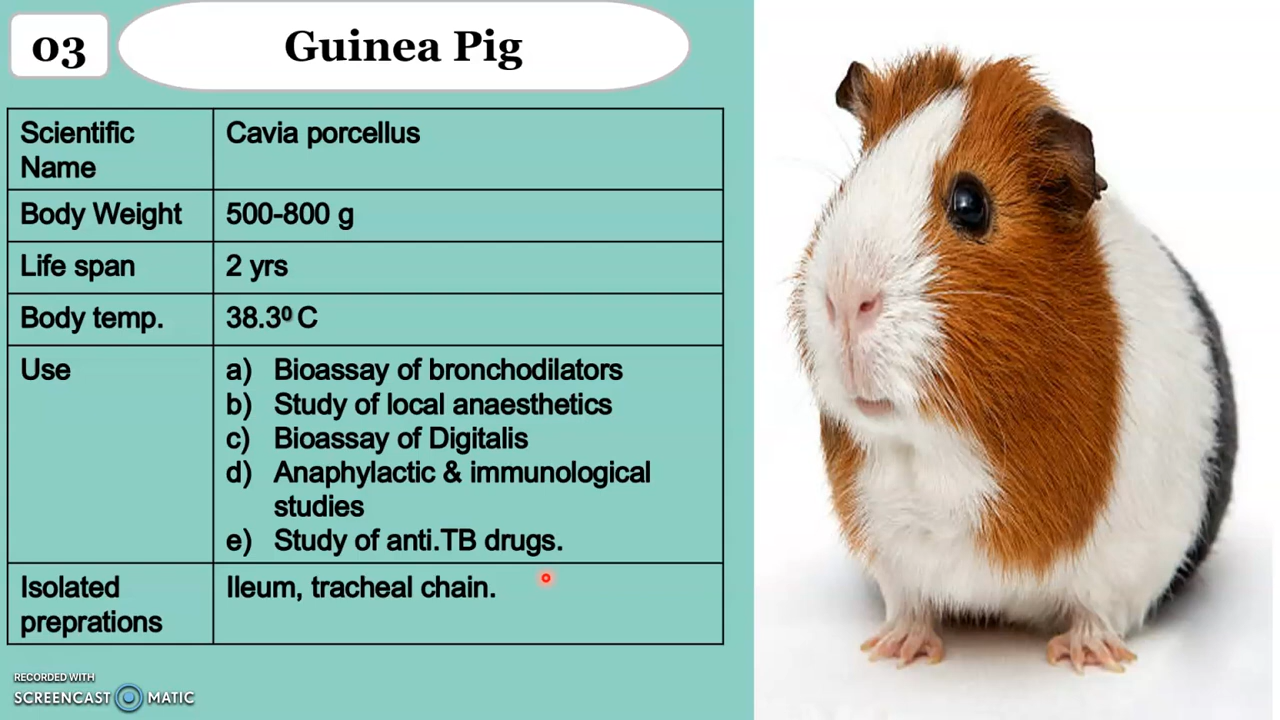 03
Guinea Pig
Scientific
Name
Cavia porcellus
Body Weight
500-800 g
Life span
2 yrs
Body temp.
38.3⁰ C
Use
a) Bioassay of bronchodilators
b) Study of local anaesthetics
c) Bioassay of Digitalis
d) Anaphylactic & immunological
studies
e) Study of anti.TB drugs.
Isolated
preprations
Ileum, tracheal chain.
RECORDED WITH
SCREENCAST MATIC